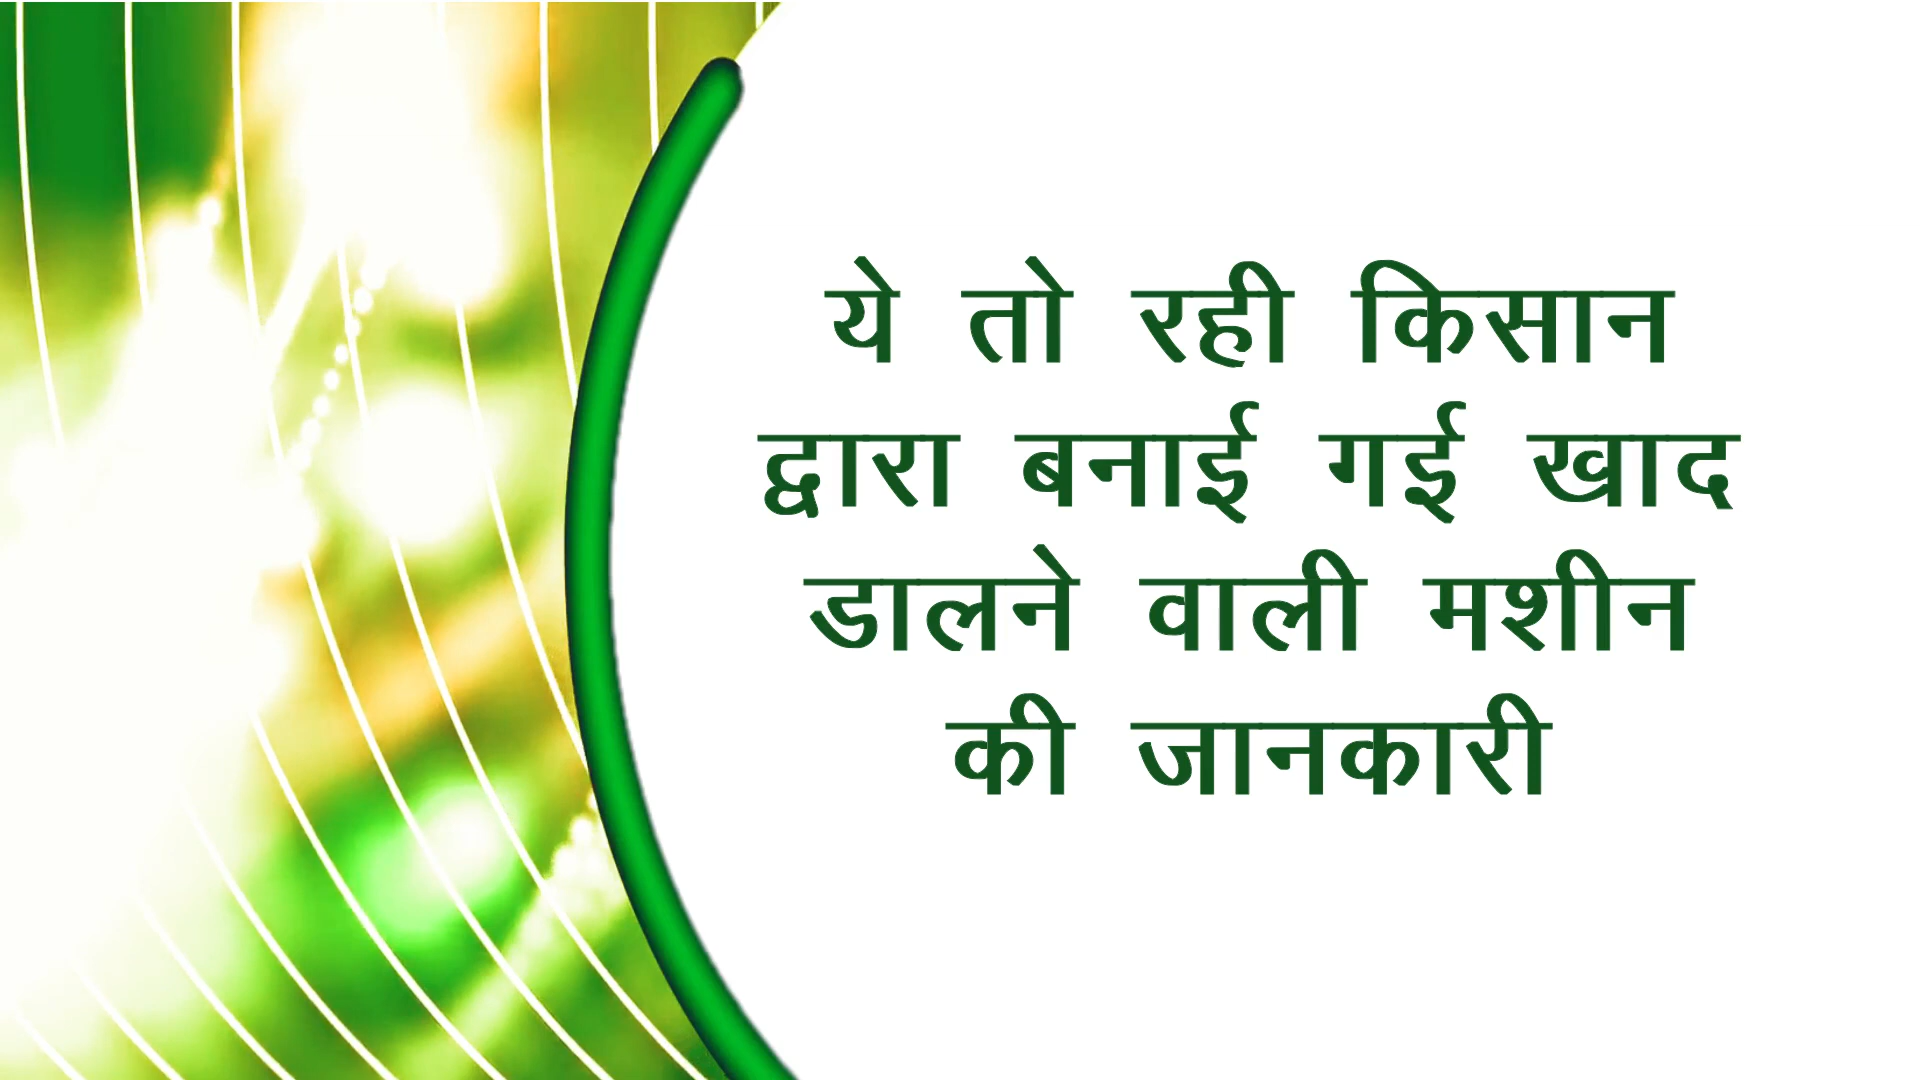 ये तो रही किसान
द्वारा बनाई गई खाद
डालने वाली मशीन
की जानकारी